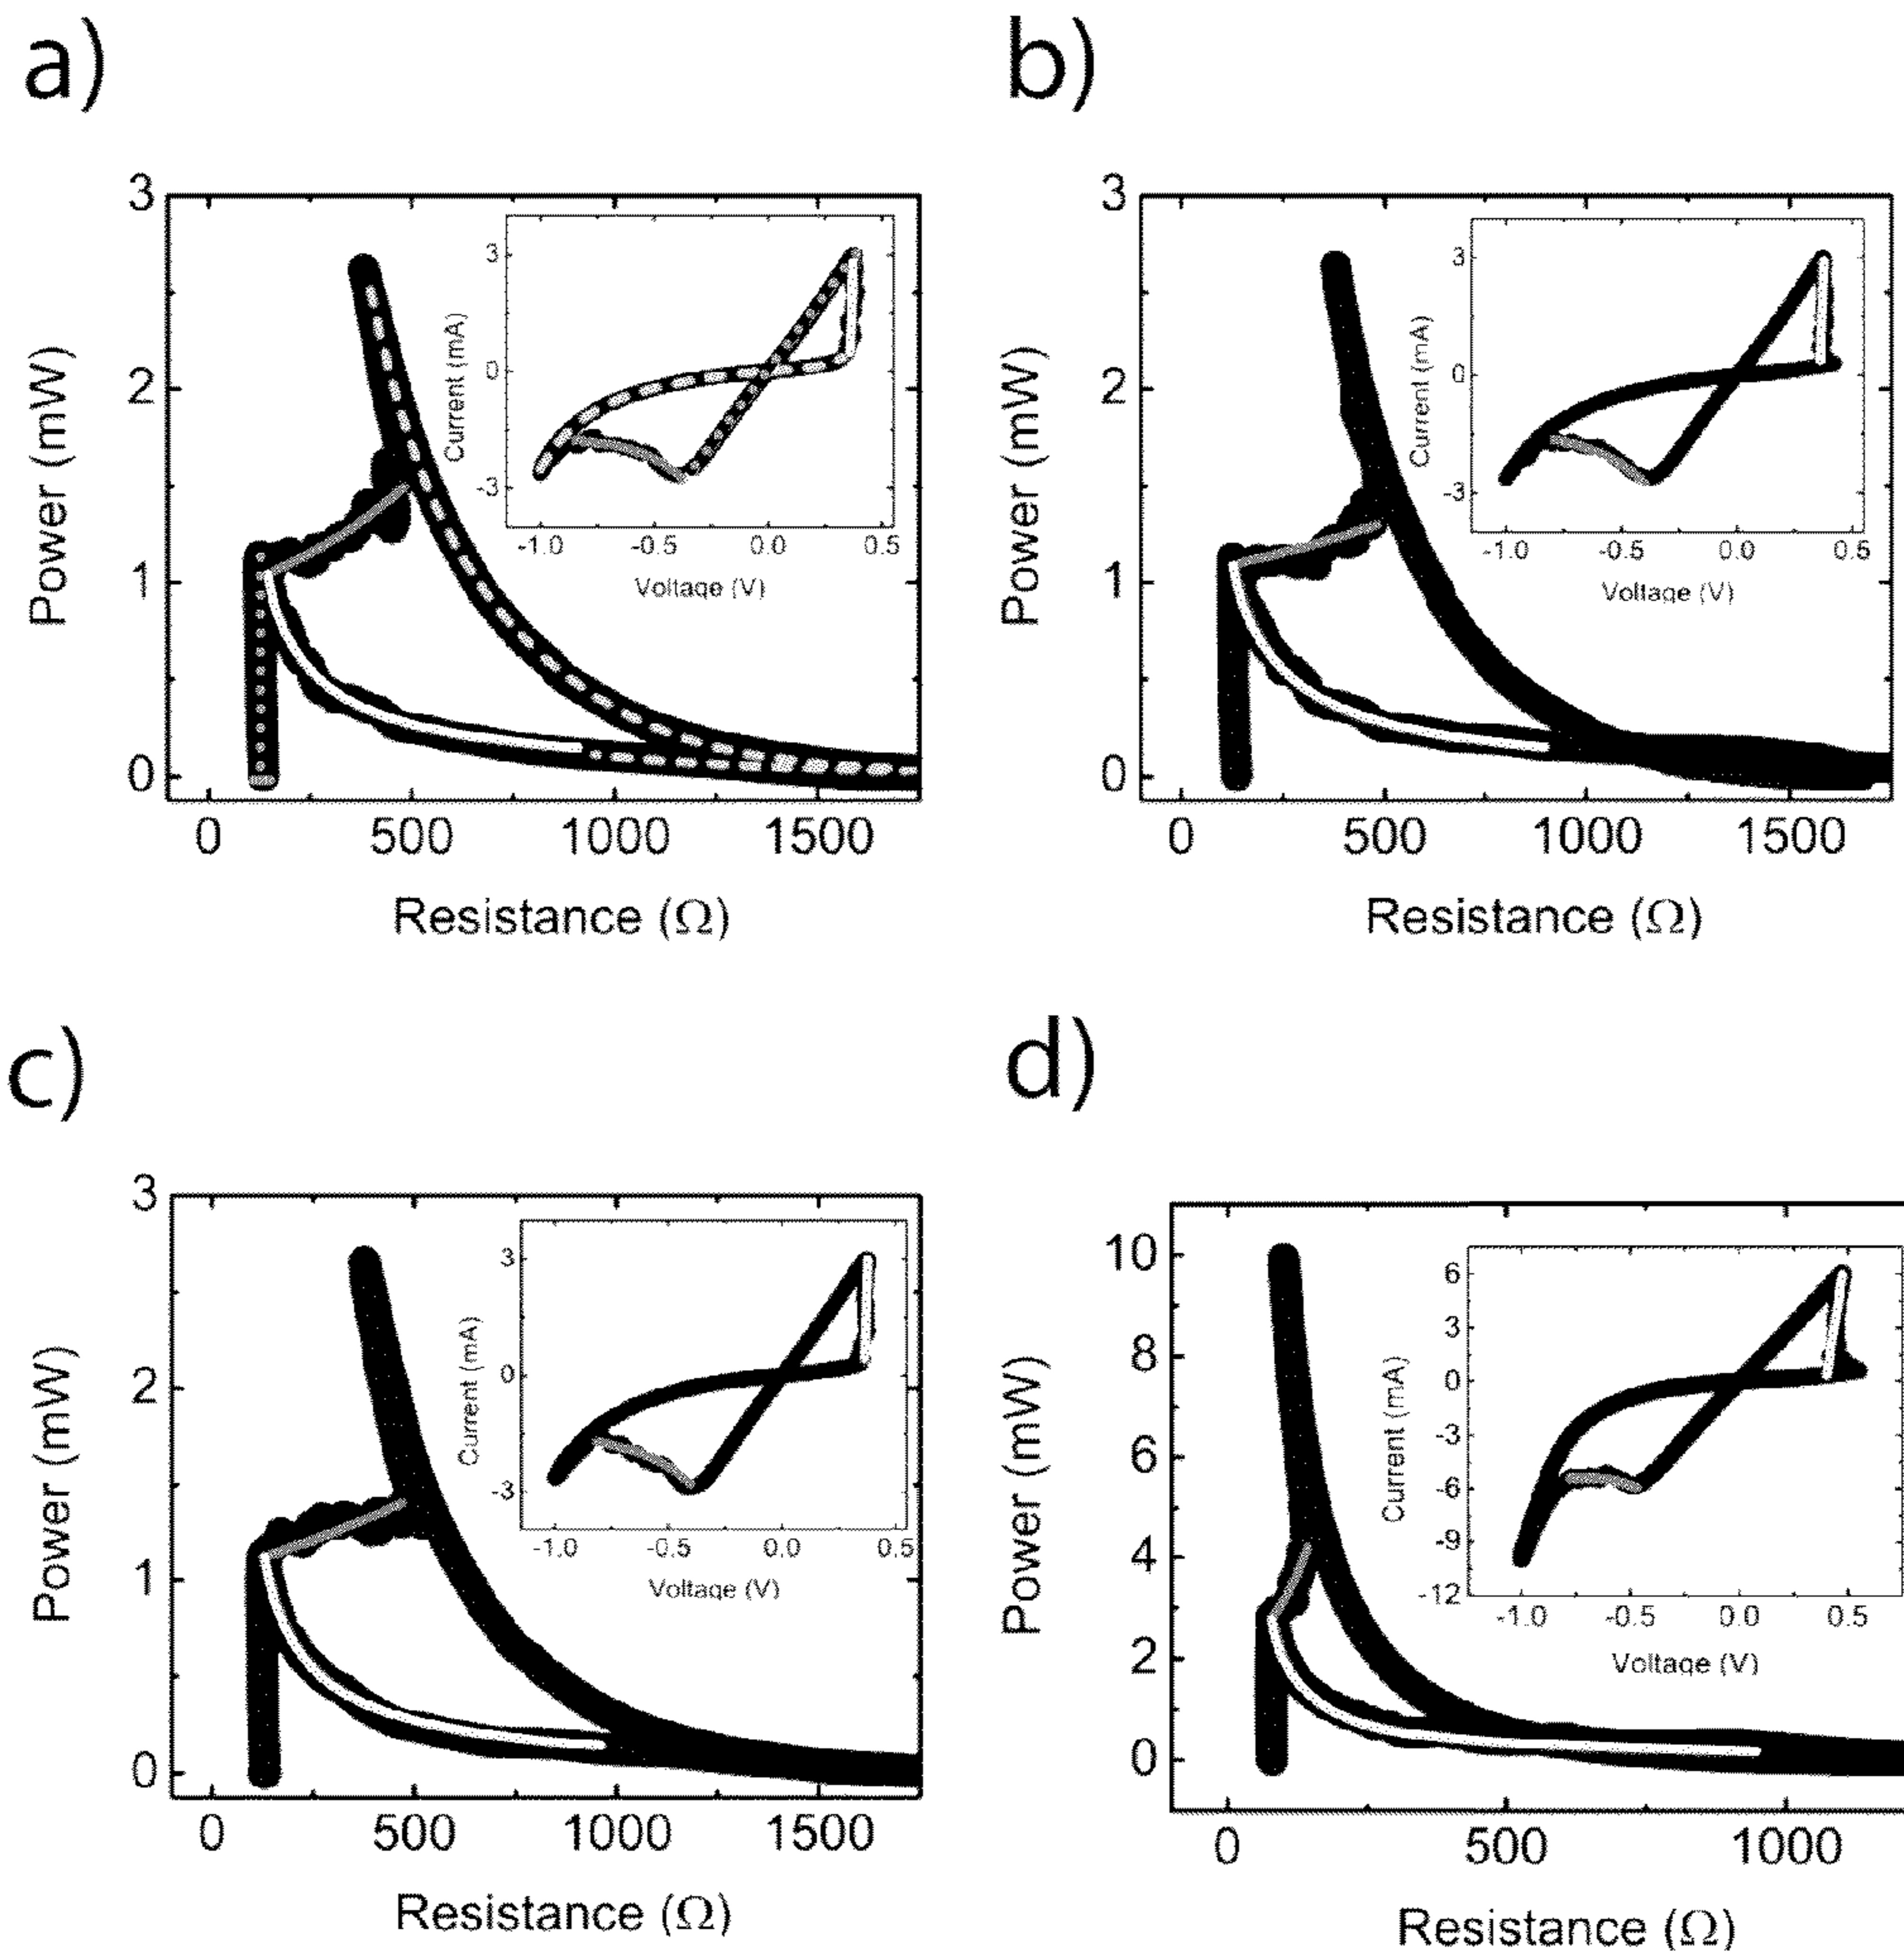 a)
3
2
1
0
Power (mW)
0 500 1000 1500
Resistance (Ω)
3
0
-3
Current (mA)
-1.0 -0.5 0.0 0.5
Voltage (V)
b)
3
2
1
0
Power (mW)
0 500 1000 1500
Resistance (Ω)
3
0
-3
Current (mA)
-1.0 -0.5 0.0 0.5
Voltage (V)
c)
3
2
1
0
Power (mW)
0 500 1000 1500
Resistance (Ω)
3
0
-3
Current (mA)
-1.0 -0.5 0.0 0.5
Voltage (V)
d)
10
8
6
4
2
0
Power (mW)
0 500 1000
Resistance (Ω)
6
3
0
-3
-6
-9
-12
Current (mA)
-1.0 -0.5 0.0 0.5
Voltage (V)